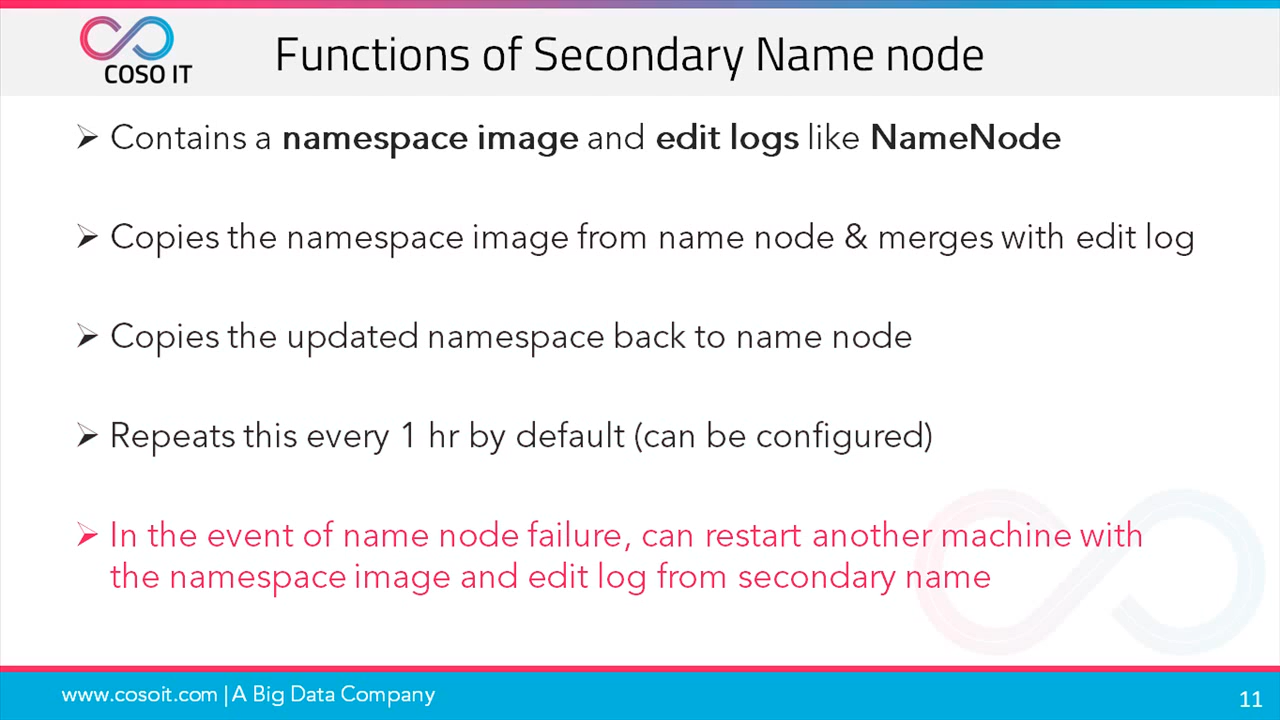 COSO IT
Functions of Secondary Name node
➢ Contains a namespace image and edit logs like NameNode
➢ Copies the namespace image from name node & merges with edit log
➢ Copies the updated namespace back to name node
➢ Repeats this every 1 hr by default (can be configured)
➢ In the event of name node failure, can restart another machine with
the namespace image and edit log from secondary name
www.cosoit.com | A Big Data Company
11